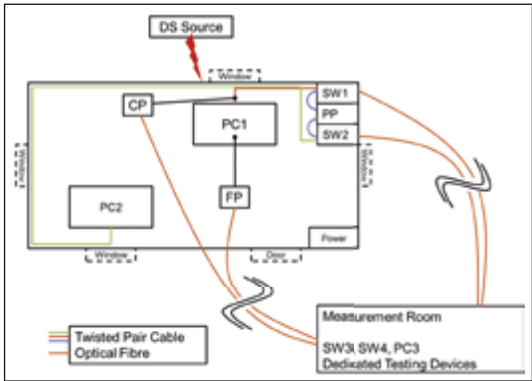 DS Source
Window
CP
PC1
SW1
PP
SW2
Window
Window
PC2
FP
Power
Window
Door
Measurement Room
SW3, SW4, PC3
Dedicated Testing Devices
Twisted Pair Cable
Optical Fibre